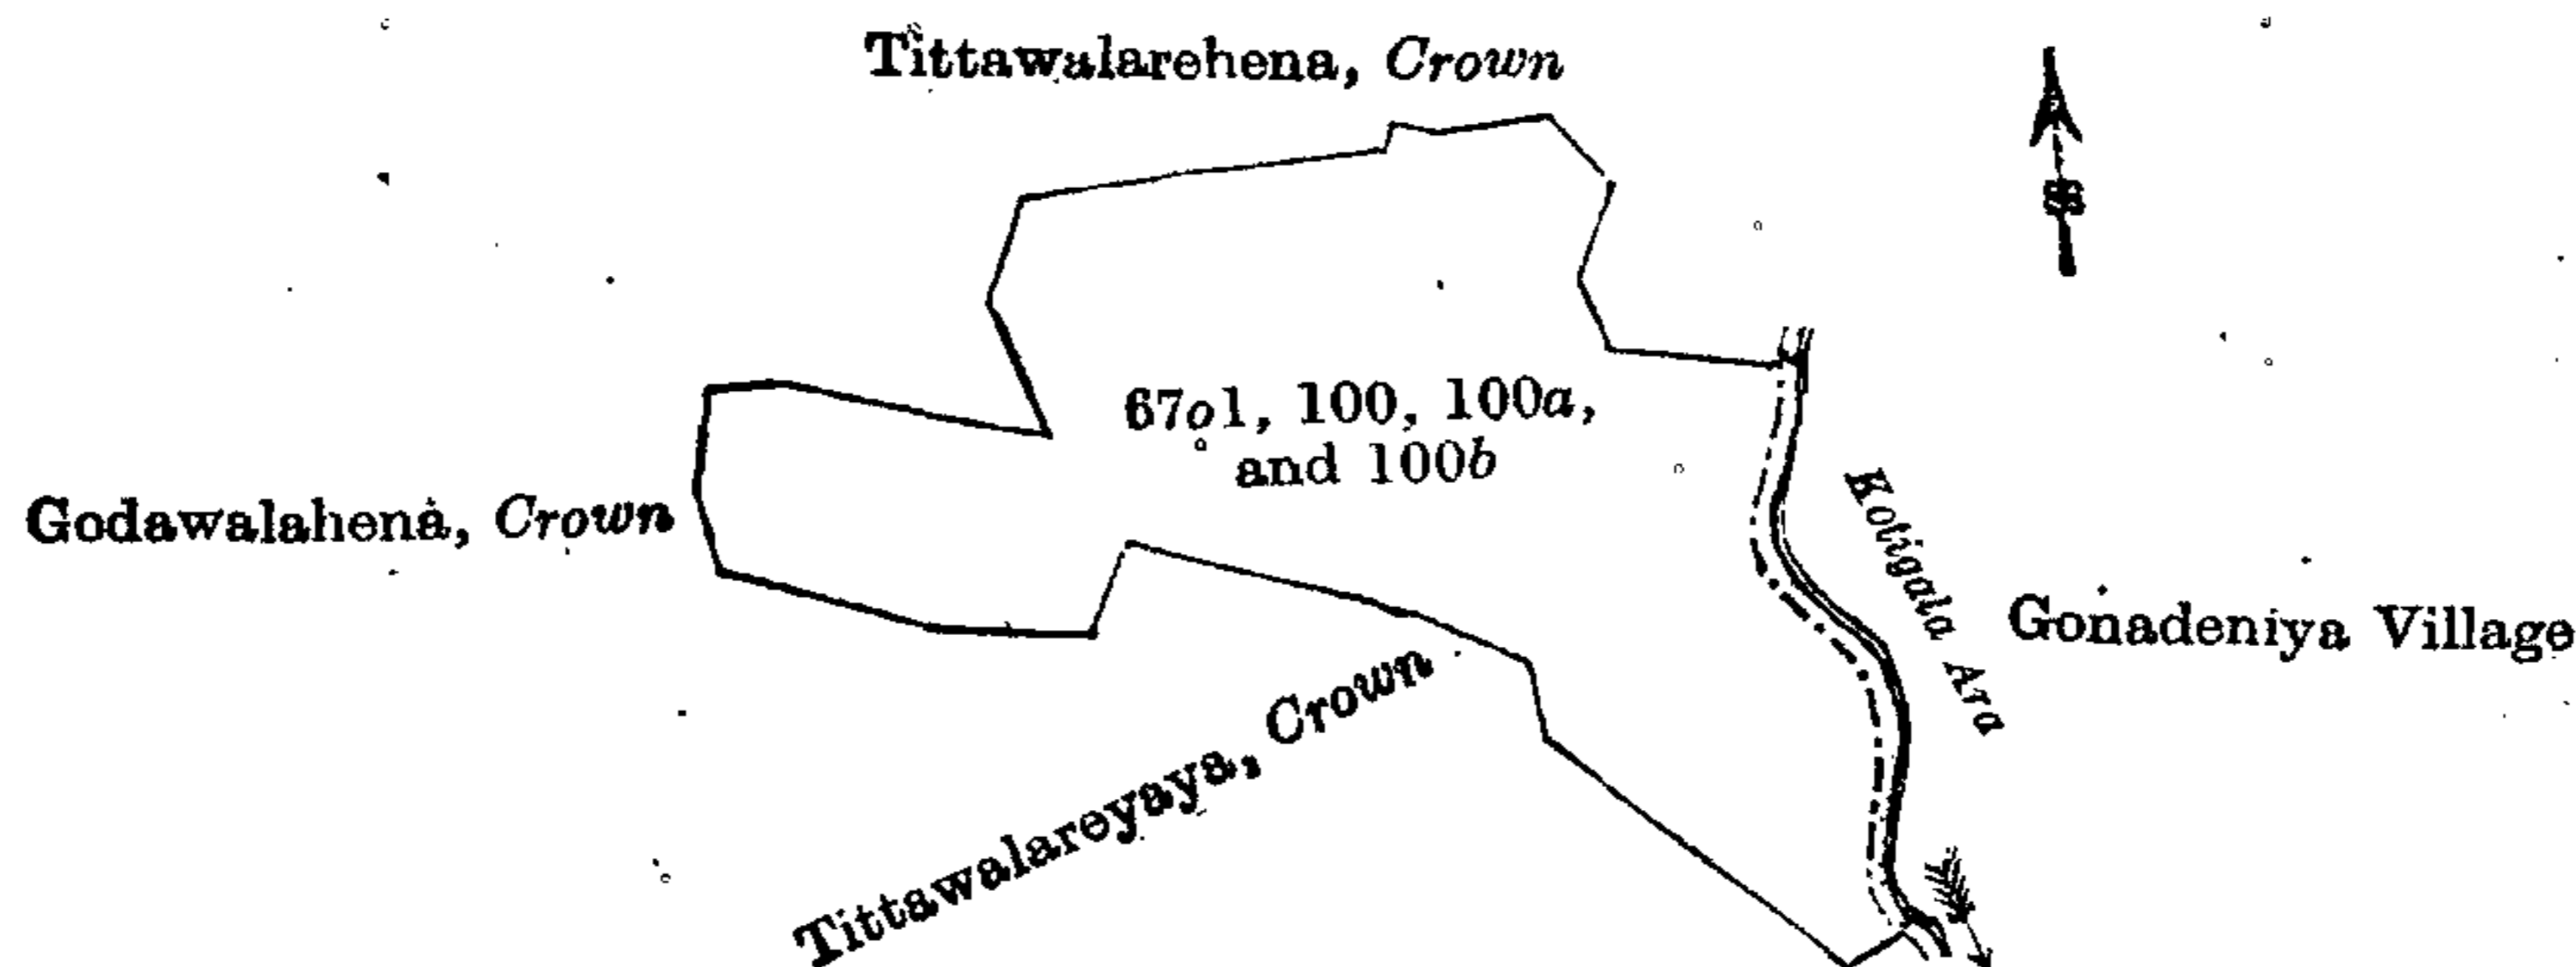 Tittawalarehena, Crown
67o1, 100, 100a,
and 100b
Godawalahena, Crown
Kotigala Ara
Gonadeniya Village
Tittawalareyaya, Crown